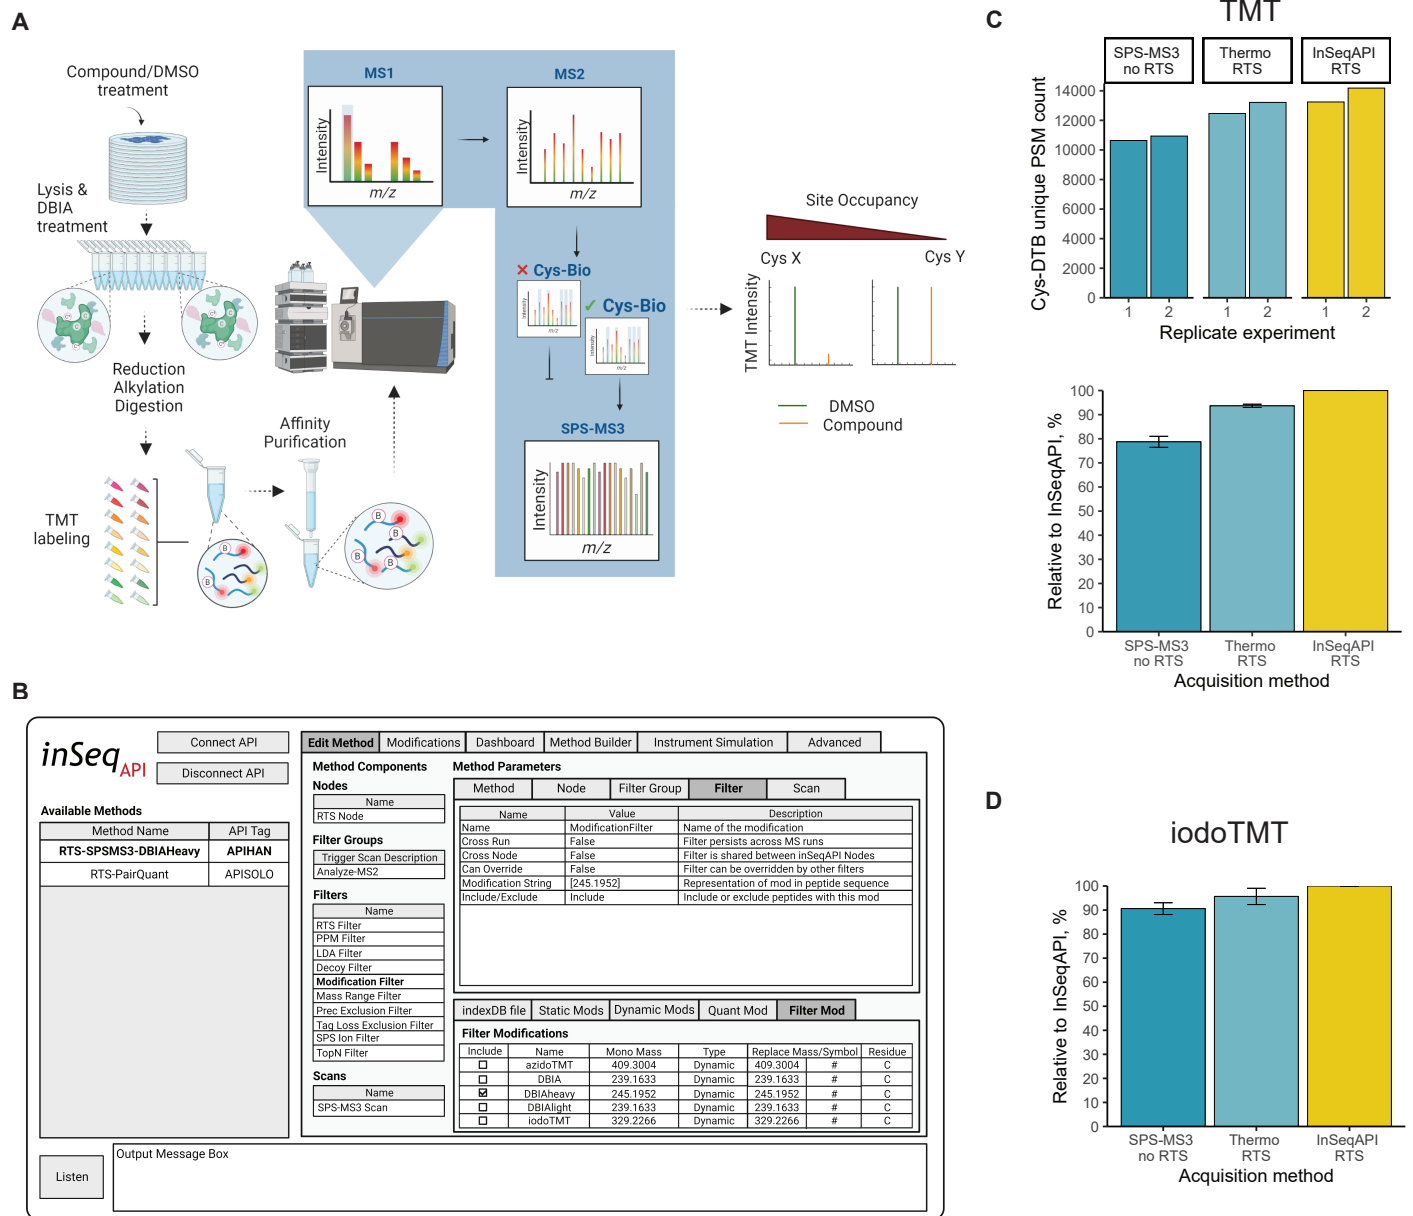 A
Compound/DMSO
treatment
Lysis &
DBIA
treatment
Reduction
Alkylation
Digestion
TMT
labeling
Affinity
Purification
B
B
B
B
B
B
MS1
Intensity
m/z
MS2
Intensity
m/z
✕ Cys-Bio
Intensity
m/z
✓ Cys-Bio
Intensity
m/z
SPS-MS3
Intensity
m/z
Site Occupancy
Cys X
Cys Y
TMT Intensity
DMSO
Compound
B
inSeq API
Connect API
Disconnect API
Available Methods
Method Name API Tag
RTS-SPSMS3-DBIAHeavy APIHAN
RTS-PairQuant APISOLO
Edit Method Modifications Dashboard Method Builder Instrument Simulation Advanced
Method Components
Nodes
Name
RTS Node
Filter Groups
Trigger Scan Description
Analyze-MS2
Filters
Name
RTS Filter
PPM Filter
LDA Filter
Decoy Filter
Modification Filter
Mass Range Filter
Prec Exclusion Filter
Tag Loss Exclusion Filter
SPS Ion Filter
TopN Filter
Scans
Name
SPS-MS3 Scan
Method Parameters
Method Node Filter Group Filter Scan
Name Value Description
Name ModificationFilter Name of the modification
Cross Run False Filter persists across MS runs
Cross Node False Filter is shared between inSeqAPI Nodes
Can Override False Filter can be overridden by other filters
Modification String [245.1952] Representation of mod in peptide sequence
Include/Exclude Include Include or exclude peptides with this mod
indexDB file Static Mods Dynamic Mods Quant Mod Filter Mod
Filter Modifications
Include Name Mono Mass Type Replace Mass/Symbol Residue
azidoTMT 409.3004 Dynamic 409.3004 # C
DBIA 239.1633 Dynamic 239.1633 # C
DBIAheavy 245.1952 Dynamic 245.1952 # C
DBIAlight 239.1633 Dynamic 239.1633 # C
iodoTMT 329.2266 Dynamic 329.2266 # C
Listen
Output Message Box
C
TMT
SPS-MS3
no RTS
Thermo
RTS
InSeqAPI
RTS
Cys-DTB unique PSM count
14000
12000
10000
8000
6000
4000
2000
0
1 2 1 2 1 2
Replicate experiment
Relative to InSeqAPI, %
100
90
80
70
60
50
40
30
20
10
0
SPS-MS3
no RTS
Thermo
RTS
InSeqAPI
RTS
Acquisition method
D
iodoTMT
Relative to InSeqAPI, %
100
90
80
70
60
50
40
30
20
10
0
SPS-MS3
no RTS
Thermo
RTS
InSeqAPI
RTS
Acquisition method